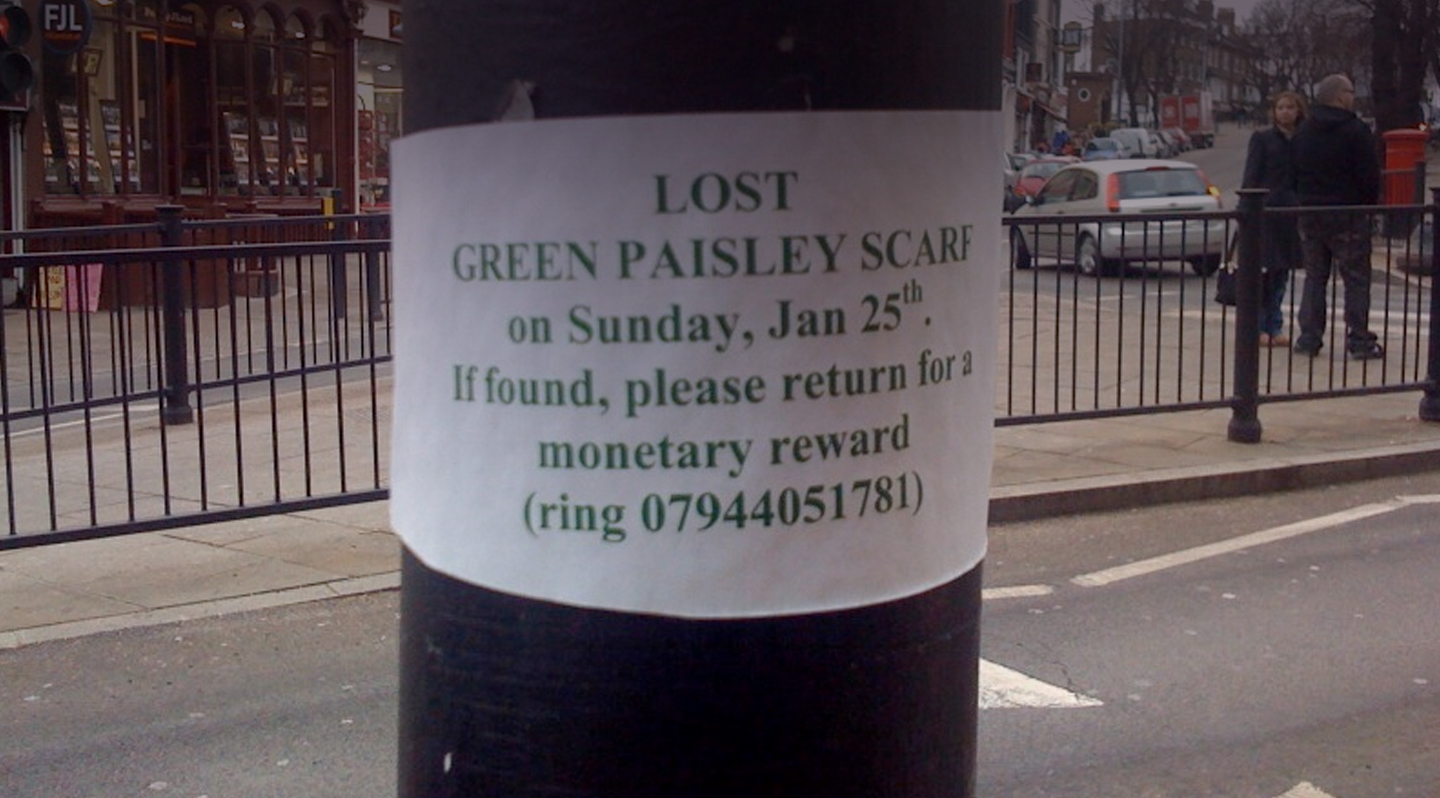 FJL
LOST
GREEN PAISLEY SCARF
on Sunday, Jan 25th.
If found, please return for a
monetary reward
(ring 07944051781)